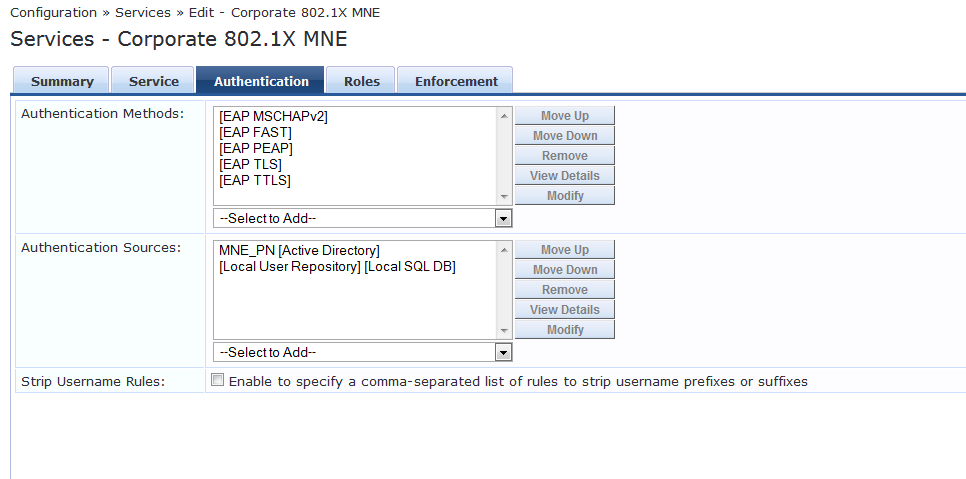 Configuration » Services » Edit - Corporate 802.1X MNE
Services - Corporate 802.1X MNE
Summary Service Authentication Roles Enforcement
Authentication Methods:
[EAP MSCHAPv2]
[EAP FAST]
[EAP PEAP]
[EAP TLS]
[EAP TTLS]
Move Up
Move Down
Remove
View Details
Modify
--Select to Add--
Authentication Sources:
MNE_PN [Active Directory]
[Local User Repository] [Local SQL DB]
Move Up
Move Down
Remove
View Details
Modify
--Select to Add--
Strip Username Rules:
Enable to specify a comma-separated list of rules to strip username prefixes or suffixes